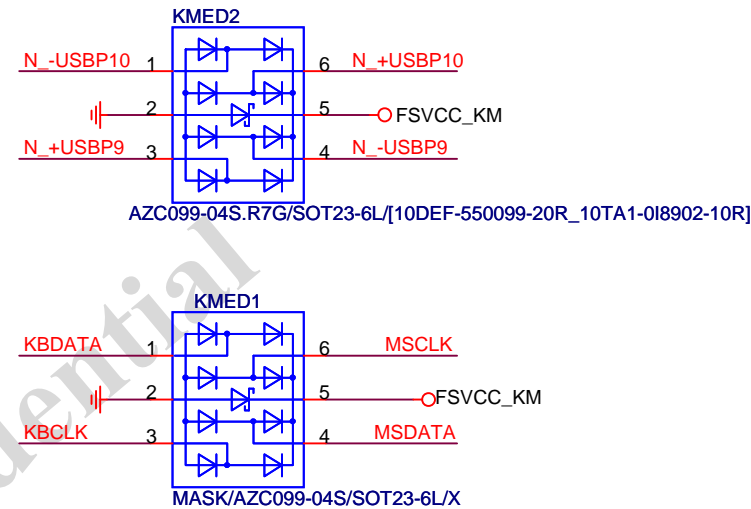 KMED2
N_-USBP10 1 6 N_+USBP10
2 5 FSVCC_KM
N_+USBP9 3 4 N_-USBP9
AZC099-04S.R7G/SOT23-6L/[10DEF-550099-20R_10TA1-0I8902-10R]
KMED1
KBDATA 1 6 MSCLK
2 5 FSVCC_KM
KBCLK 3 4 MSDATA
MASK/AZC099-04S/SOT23-6L/X
dential